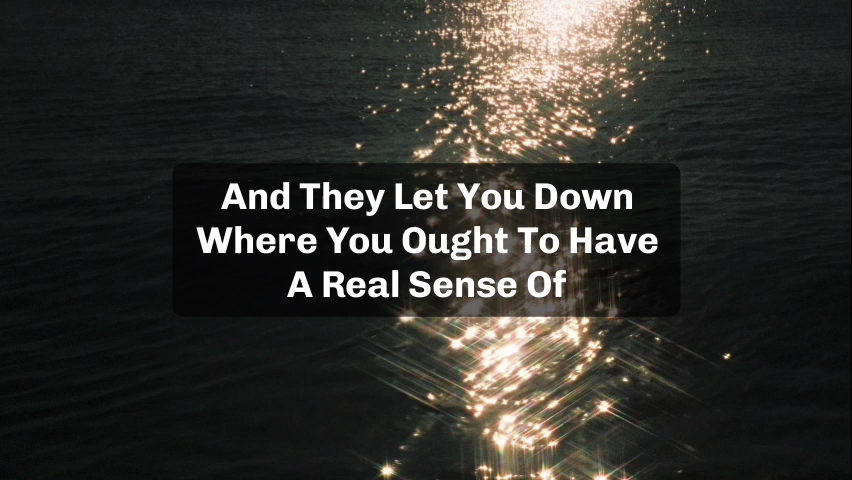 And They Let You Down
Where You Ought To Have
A Real Sense Of